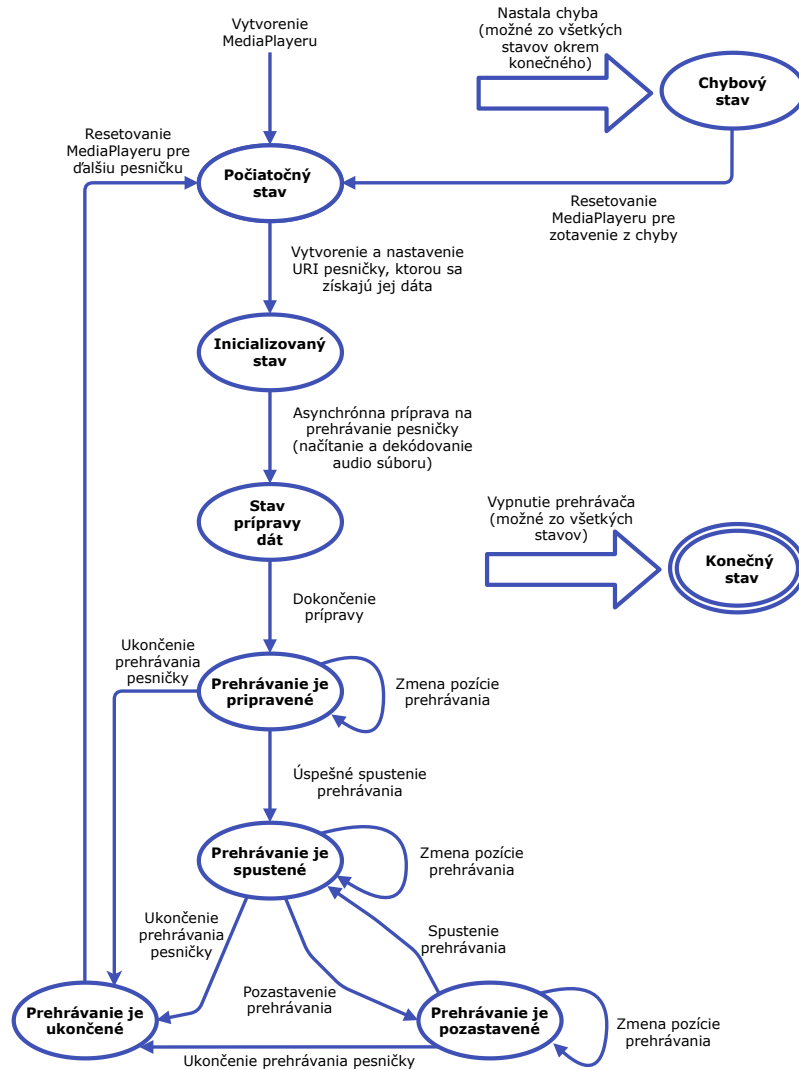 Vytvorenie
MediaPlayeru
Nastala chyba
(možné zo všetkých
stavov okrem
konečného)
Chybový
stav
Resetovanie
MediaPlayeru pre
ďalšiu pesničku
Počiatočný
stav
Resetovanie
MediaPlayeru pre
zotavenie z chyby
Vytvorenie a nastavenie
URI pesničky, ktorou sa
získajú jej dáta
Inicializovaný
stav
Asynchrónna príprava na
prehrávanie pesničky
(načítanie a dekódovanie
audio súboru)
Stav
prípravy
dát
Vypnutie prehrávača
(možné zo všetkých
stavov)
Konečný
stav
Dokončenie
prípravy
Ukončenie
prehrávania
pesničky
Prehrávanie je
pripravené
Zmena pozície
prehrávania
Úspešné spustenie
prehrávania
Prehrávanie je
spustené
Zmena pozície
prehrávania
Ukončenie
prehrávania
pesničky
Spustenie
prehrávania
Pozastavenie
prehrávania
Prehrávanie je
ukončené
Prehrávanie je
pozastavené
Zmena pozície
prehrávania
Ukončenie prehrávania pesničky